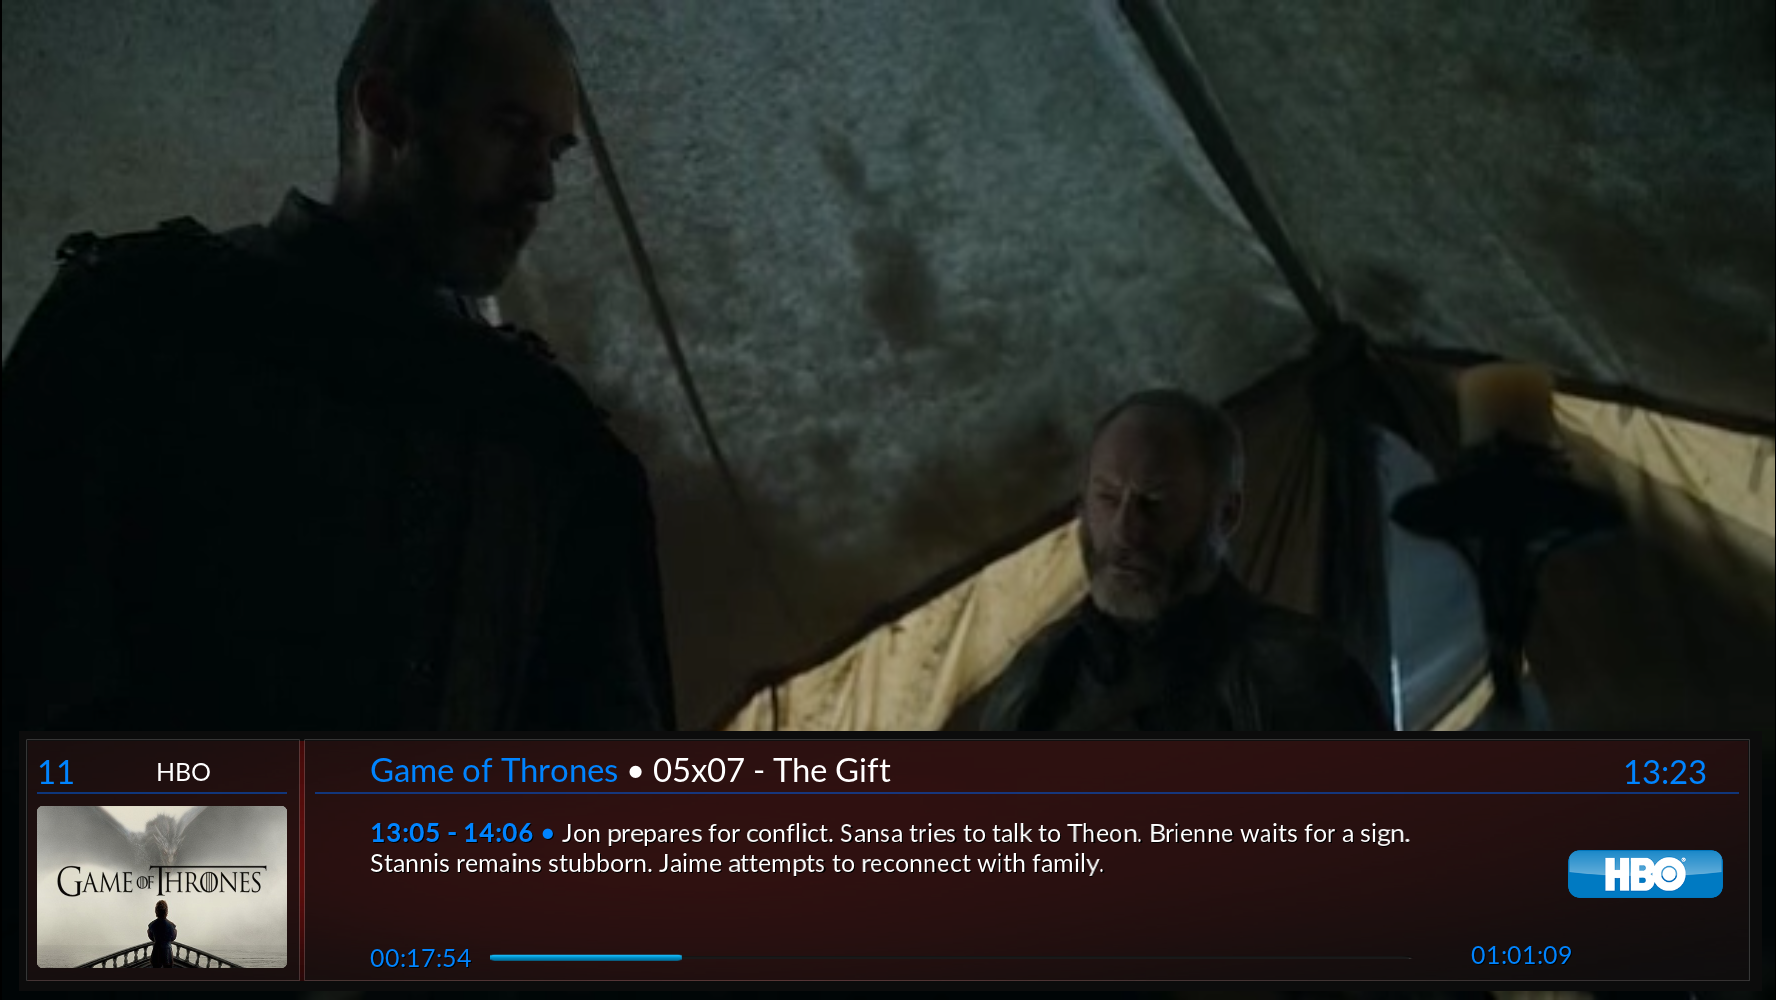 11 HBO
Game of Thrones • 05x07 - The Gift
13:23
GAME OF THRONES
13:05 - 14:06 • Jon prepares for conflict. Sansa tries to talk to Theon. Brienne waits for a sign.
Stannis remains stubborn. Jaime attempts to reconnect with family.
HBO®
00:17:54
01:01:09